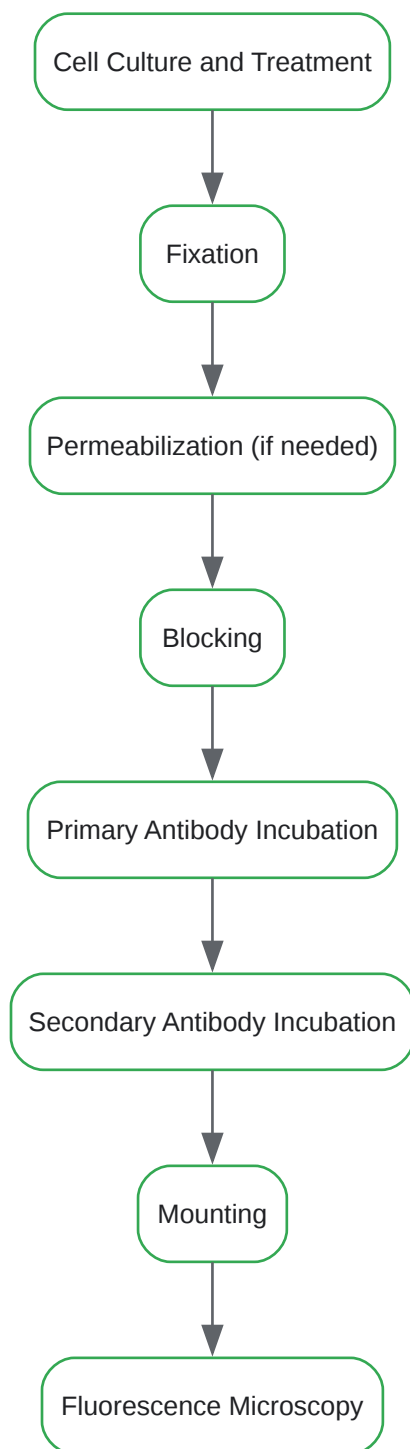 Cell Culture and Treatment
Fixation
Permeabilization (if needed)
Blocking
Primary Antibody Incubation
Secondary Antibody Incubation
Mounting
Fluorescence Microscopy